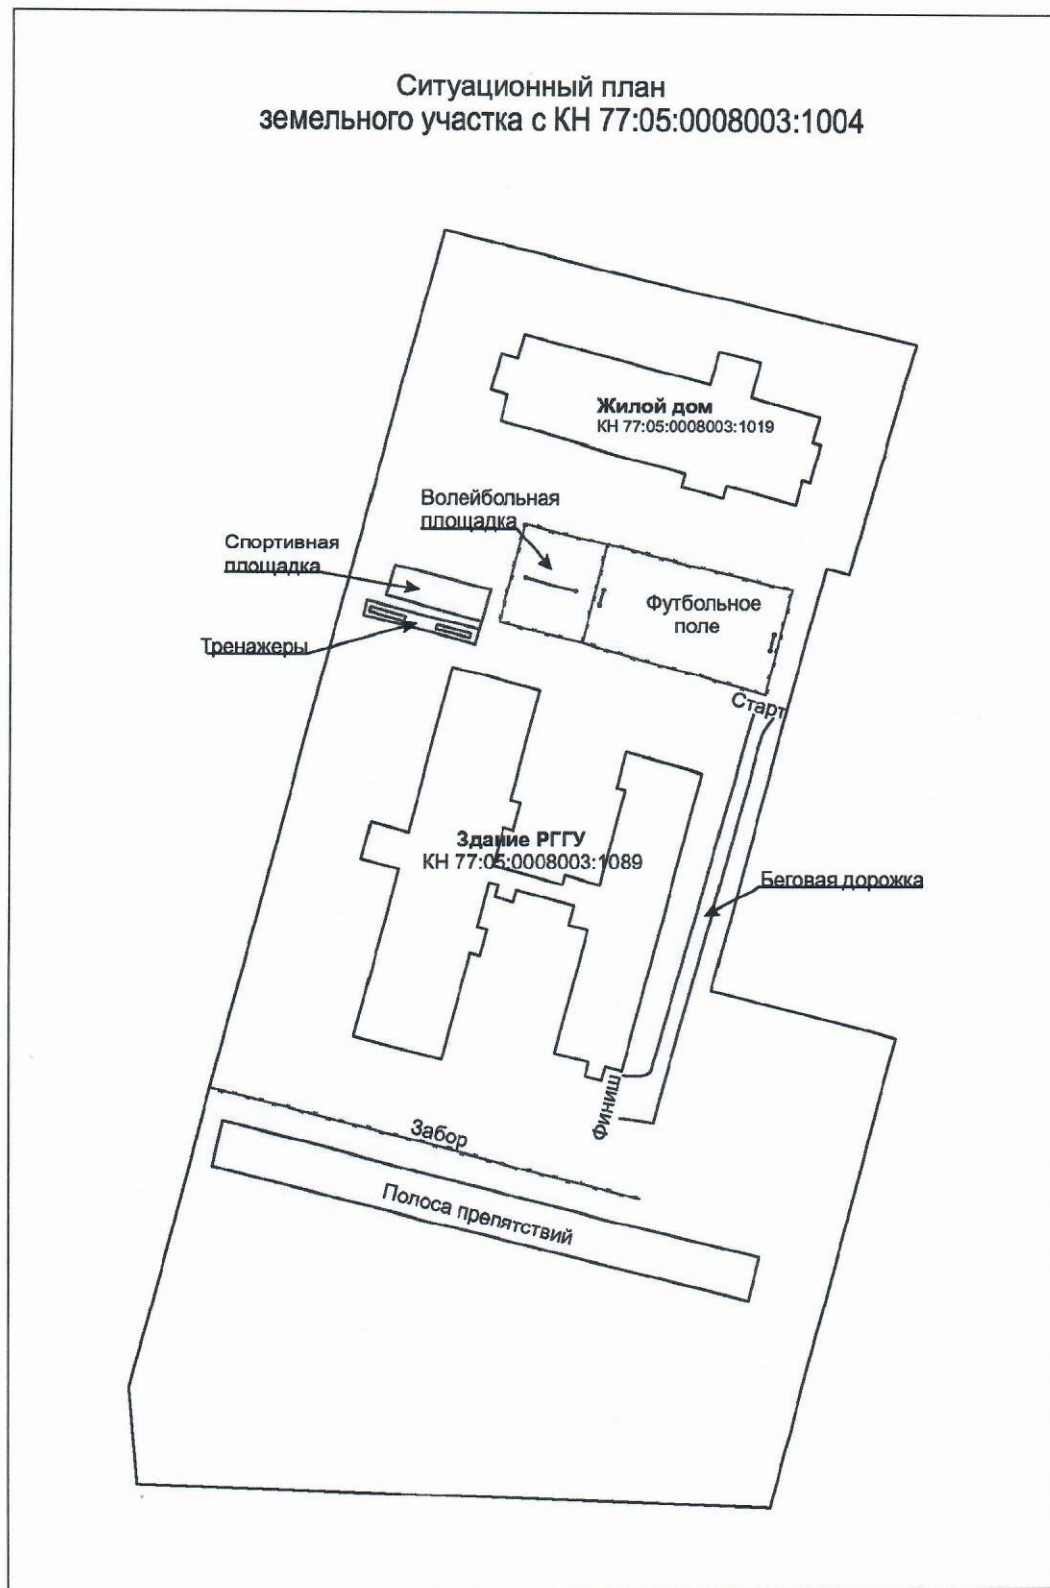 Ситуационный план
земельного участка с КН 77:05:0008003:1004
Жилой дом
КН 77:05:0008003:1019
Волейбольная
площадка
Спортивная
площадка
Футбольное
поле
Тренажеры
Старт
Здание РГГУ
КН 77:05:0008003:1089
Беговая дорожка
Финиш
Забор
Полоса препятствий